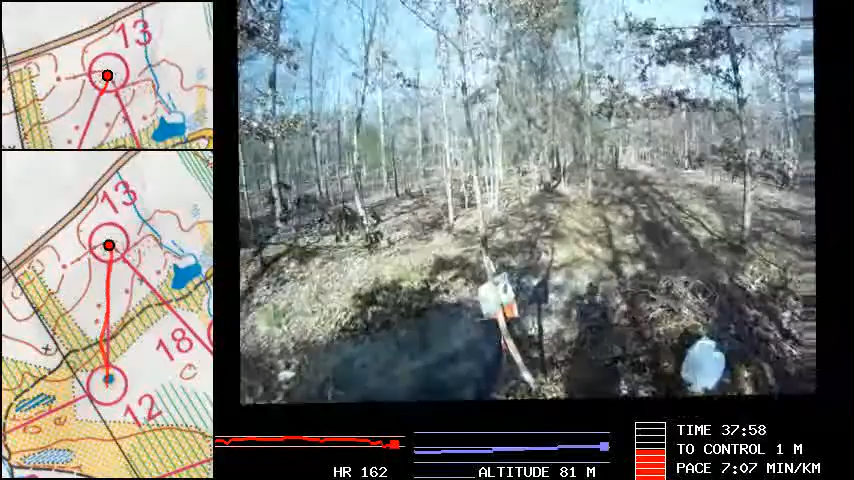 13
13
18
12
HR 162
ALTITUDE 81 M
TIME 37:58
TO CONTROL 1 M
PACE 7:07 MIN/KM